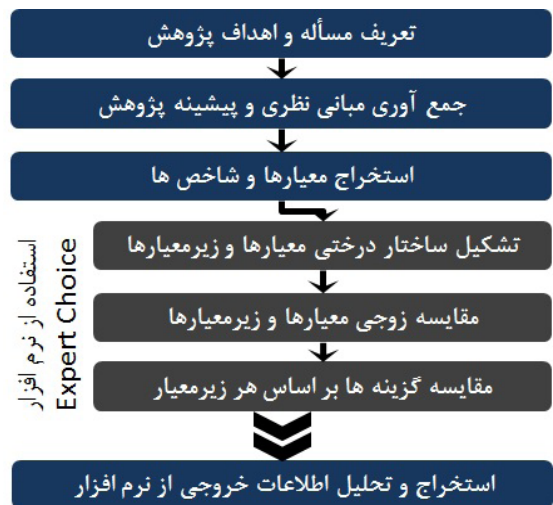 تعریف مسأله و اهداف پژوهش
جمع آوری مبانی نظری و پیشینه پژوهش
استخراج معیارها و شاخص ها
تشکیل ساختار درختی معیارها و زیرمعیارها
مقایسه زوجی معیارها و زیرمعیارها
مقایسه گزینه ها بر اساس هر زیرمعیار
استفاده از نرم افزار
Expert Choice
استخراج و تحلیل اطلاعات خروجی از نرم افزار